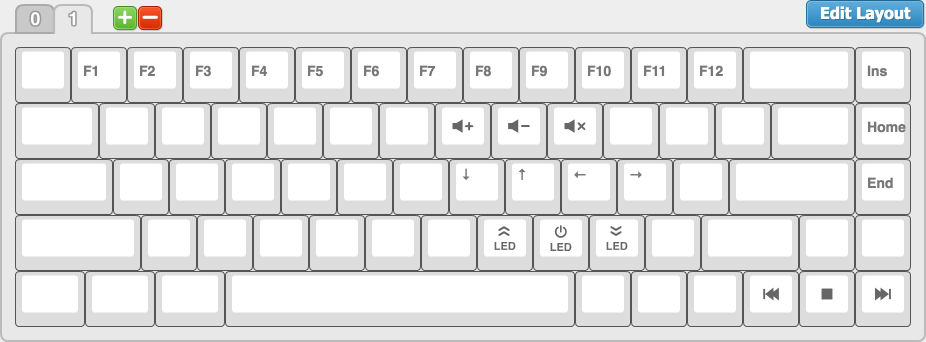 0 1 Edit Layout
F1 F2 F3 F4 F5 F6 F7 F8 F9 F10 F11 F12 Ins
Home
↓ ↑ ← → End
LED LED LED